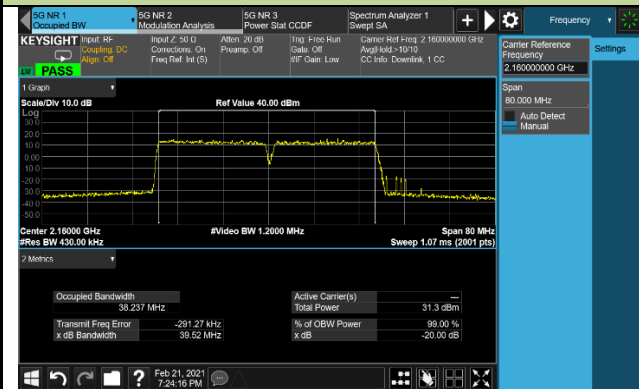 5G NR 1
Occupied BW
5G NR 2
Modulation Analysis
5G NR 3
Power Stat CCDF
Spectrum Analyzer 1
Swept SA
Frequency
KEYSIGHT
Input: RF
Coupling: DC
Align: Off
Input Z: 50 Ω
Corrections: On
Freq Ref: Int (S)
Atten: 20 dB
Preamp: Off
Trig: Free Run
Gate: Off
#IF Gain: Low
Carrier Ref Freq: 2.160000000 GHz
Avg|Hold:>10/10
CC Info: Downlink, 1 CC
PASS
Carrier Reference
Frequency
2.160000000 GHz
Settings
Span
80.000 MHz
Auto Detect
Manual
1 Graph
Scale/Div 10.0 dB
Ref Value 40.00 dBm
Log
30.0
20.0
10.0
0.00
-10.0
-20.0
-30.0
-40.0
-50.0
Center 2.16000 GHz
#Video BW 1.2000 MHz
Span 80 MHz
#Res BW 430.00 kHz
Sweep 1.07 ms (2001 pts)
2 Metrics
Occupied Bandwidth
38.237 MHz
Transmit Freq Error
-291.27 kHz
x dB Bandwidth
39.52 MHz
Active Carrier(s)
---
Total Power
31.3 dBm
% of OBW Power
99.00 %
x dB
-20.00 dB
?
Feb 21, 2021
7:24:16 PM